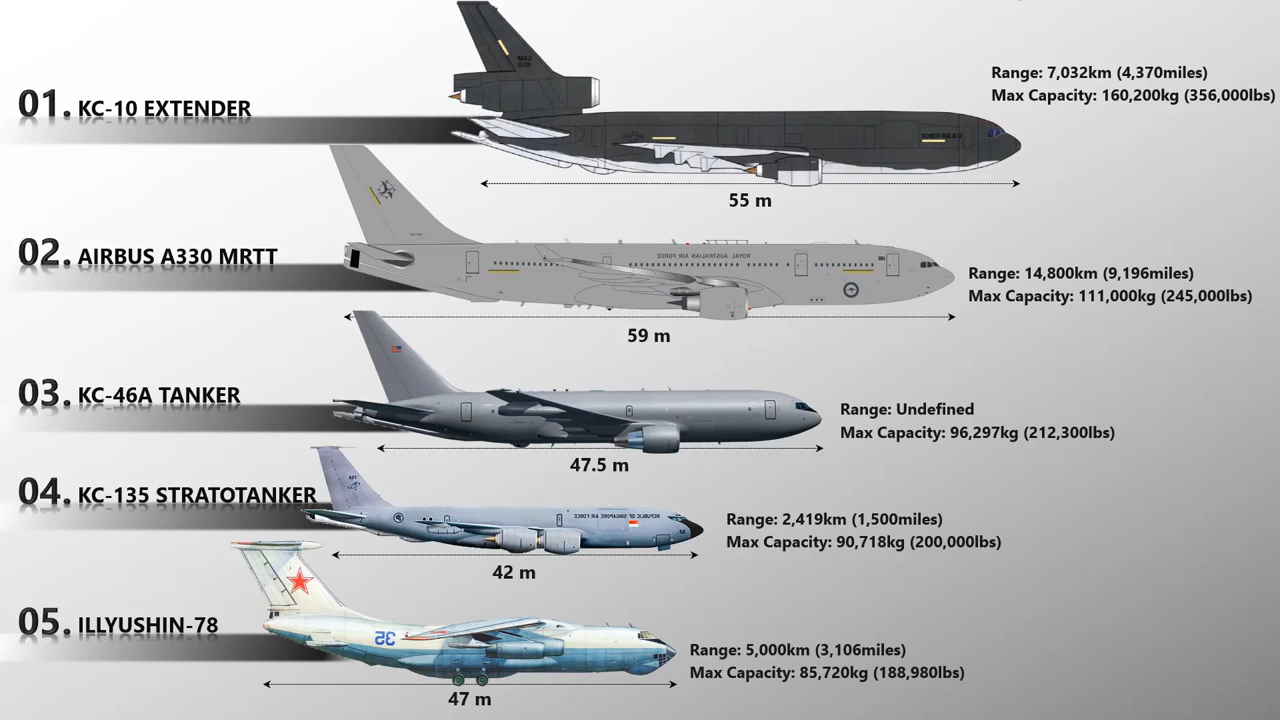 01. KC-10 EXTENDER
Range: 7,032km (4,370miles)
Max Capacity: 160,200kg (356,000lbs)
55 m
02. AIRBUS A330 MRTT
ROYAL AUSTRALIAN AIR FORCE
Range: 14,800km (9,196miles)
Max Capacity: 111,000kg (245,000lbs)
59 m
03. KC-46A TANKER
Range: Undefined
Max Capacity: 96,297kg (212,300lbs)
47.5 m
04. KC-135 STRATOTANKER
REPUBLIC OF SINGAPORE AIR FORCE
Range: 2,419km (1,500miles)
Max Capacity: 90,718kg (200,000lbs)
42 m
05. ILLYUSHIN-78
35
Range: 5,000km (3,106miles)
Max Capacity: 85,720kg (188,980lbs)
47 m